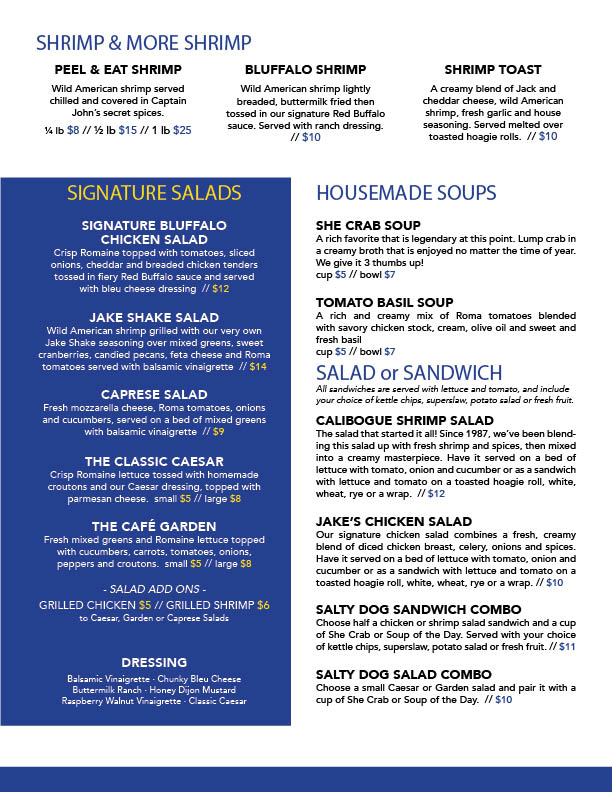 SHRIMP & MORE SHRIMP
PEEL & EAT SHRIMP
Wild American shrimp served
chilled and covered in Captain
John's secret spices.
¼ lb $8 // ½ lb $15 // 1 lb $25
BLUFFALO SHRIMP
Wild American shrimp lightly
breaded, buttermilk fried then
tossed in our signature Red Buffalo
sauce. Served with ranch dressing.
// $10
SHRIMP TOAST
A creamy blend of Jack and
cheddar cheese, wild American
shrimp, fresh garlic and house
seasoning. Served melted over
toasted hoagie rolls. // $10
SIGNATURE SALADS
SIGNATURE BLUFFALO
CHICKEN SALAD
Crisp Romaine topped with tomatoes, sliced
onions, cheddar and breaded chicken tenders
tossed in fiery Red Buffalo sauce and served
with bleu cheese dressing // $12
JAKE SHAKE SALAD
Wild American shrimp grilled with our very own
Jake Shake seasoning over mixed greens, sweet
cranberries, candied pecans, feta cheese and Roma
tomatoes served with balsamic vinaigrette // $14
CAPRESE SALAD
Fresh mozzarella cheese, Roma tomatoes, onions
and cucumbers, served on a bed of mixed greens
with balsamic vinaigrette // $9
THE CLASSIC CAESAR
Crisp Romaine lettuce tossed with homemade
croutons and our Caesar dressing, topped with
parmesan cheese. small $5 // large $8
THE CAFÉ GARDEN
Fresh mixed greens and Romaine lettuce topped
with cucumbers, carrots, tomatoes, onions,
peppers and croutons. small $5 // large $8
- SALAD ADD ONS -
GRILLED CHICKEN $5 // GRILLED SHRIMP $6
to Caesar, Garden or Caprese Salads
DRESSING
Balsamic Vinaigrette · Chunky Bleu Cheese
Buttermilk Ranch · Honey Dijon Mustard
Raspberry Walnut Vinaigrette · Classic Caesar
HOUSEMADE SOUPS
SHE CRAB SOUP
A rich favorite that is legendary at this point. Lump crab in
a creamy broth that is enjoyed no matter the time of year.
We give it 3 thumbs up!
cup $5 // bowl $7
TOMATO BASIL SOUP
A rich and creamy mix of Roma tomatoes blended
with savory chicken stock, cream, olive oil and sweet and
fresh basil
cup $5 // bowl $7
SALAD or SANDWICH
All sandwiches are served with lettuce and tomato, and include
your choice of kettle chips, superslaw, potato salad or fresh fruit.
CALIBOGUE SHRIMP SALAD
The salad that started it all! Since 1987, we've been blend-
ing this salad up with fresh shrimp and spices, then mixed
into a creamy masterpiece. Have it served on a bed of
lettuce with tomato, onion and cucumber or as a sandwich
with lettuce and tomato on a toasted hoagie roll, white,
wheat, rye or a wrap. // $12
JAKE'S CHICKEN SALAD
Our signature chicken salad combines a fresh, creamy
blend of diced chicken breast, celery, onions and spices.
Have it served on a bed of lettuce with tomato, onion and
cucumber or as a sandwich with lettuce and tomato on a
toasted hoagie roll, white, wheat, rye or a wrap. // $10
SALTY DOG SANDWICH COMBO
Choose half a chicken or shrimp salad sandwich and a cup
of She Crab or Soup of the Day. Served with your choice
of kettle chips, superslaw, potato salad or fresh fruit. // $11
SALTY DOG SALAD COMBO
Choose a small Caesar or Garden salad and pair it with a
cup of She Crab or Soup of the Day. // $10